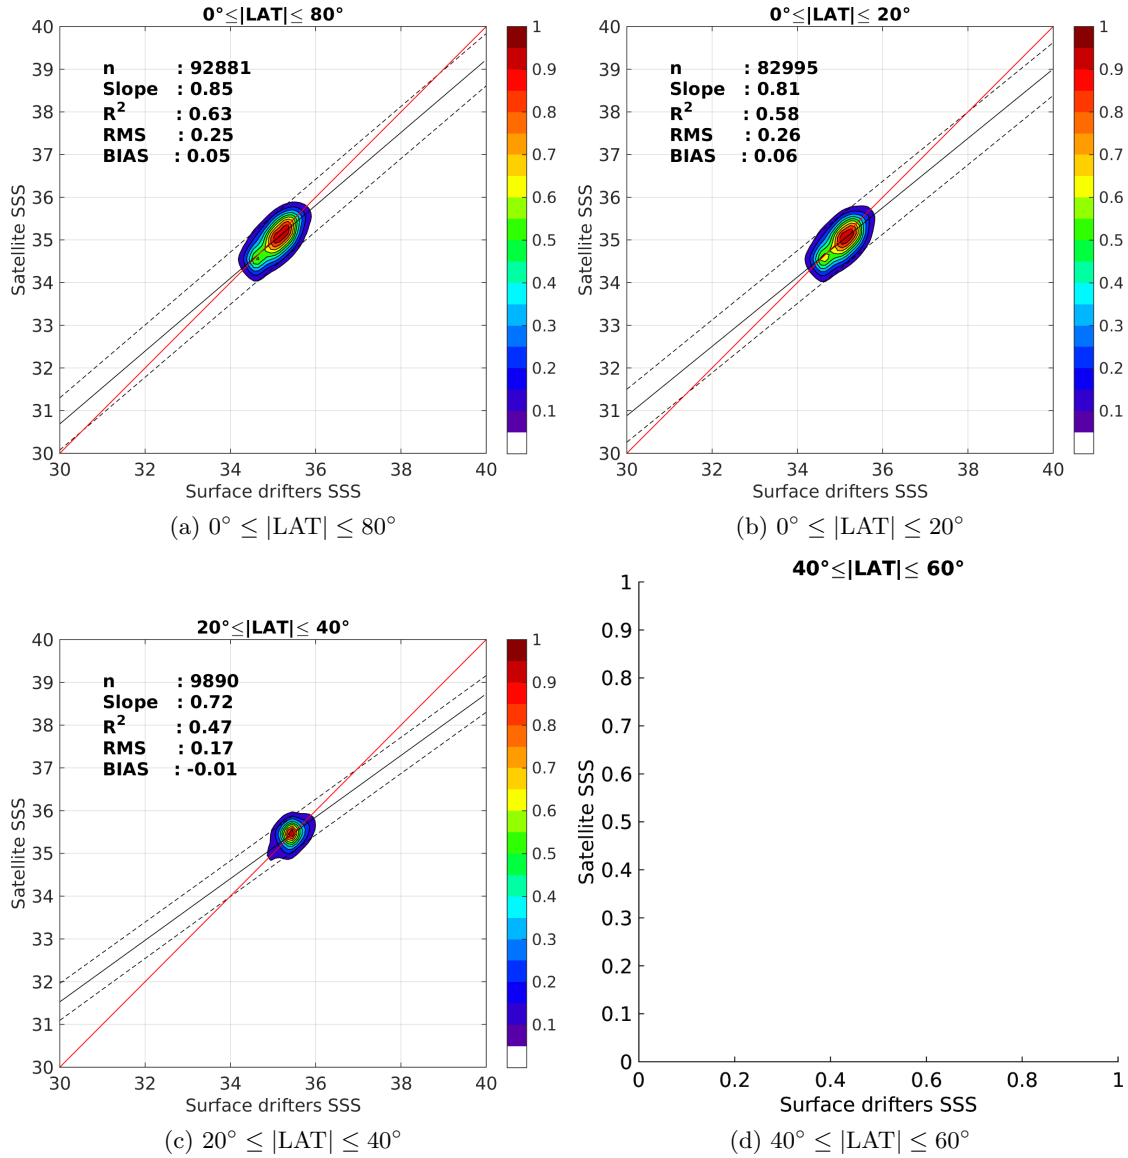 0°≤|LAT|≤ 80°
40
39
38
37
36
35
34
33
32
31
30
n : 92881
Slope : 0.85
R2 : 0.63
RMS : 0.25
BIAS : 0.05
Satellite SSS
30 32 34 36 38 40
Surface drifters SSS
1
0.9
0.8
0.7
0.6
0.5
0.4
0.3
0.2
0.1
(a) 0° ≤ |LAT| ≤ 80°
0°≤|LAT|≤ 20°
40
39
38
37
36
35
34
33
32
31
30
n : 82995
Slope : 0.81
R2 : 0.58
RMS : 0.26
BIAS : 0.06
Satellite SSS
30 32 34 36 38 40
Surface drifters SSS
1
0.9
0.8
0.7
0.6
0.5
0.4
0.3
0.2
0.1
(b) 0° ≤ |LAT| ≤ 20°
20°≤|LAT|≤ 40°
40
39
38
37
36
35
34
33
32
31
30
n : 9890
Slope : 0.72
R2 : 0.47
RMS : 0.17
BIAS : -0.01
Satellite SSS
30 32 34 36 38 40
Surface drifters SSS
1
0.9
0.8
0.7
0.6
0.5
0.4
0.3
0.2
0.1
(c) 20° ≤ |LAT| ≤ 40°
40°≤|LAT|≤ 60°
1
0.9
0.8
0.7
0.6
0.5
0.4
0.3
0.2
0.1
0
Satellite SSS
0 0.2 0.4 0.6 0.8 1
Surface drifters SSS
(d) 40° ≤ |LAT| ≤ 60°